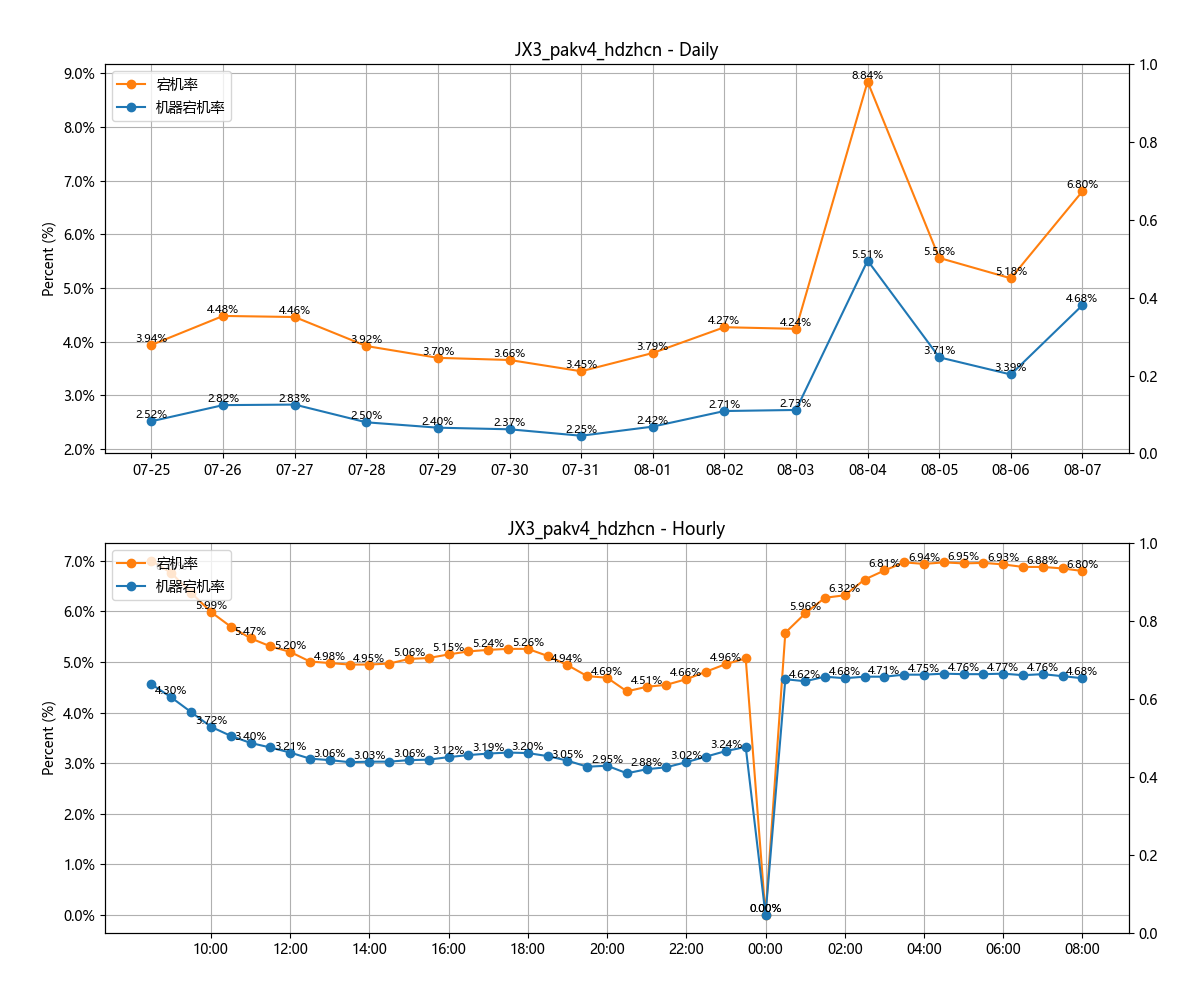 JX3_pakv4_hdzhcn - Daily
宕机率
机器宕机率
Percent (%)
9.0%
8.0%
7.0%
6.0%
5.0%
4.0%
3.0%
2.0%
1.0
0.8
0.6
0.4
0.2
0.0
3.94% 4.48% 4.46% 3.92% 3.70% 3.66% 3.45% 3.79% 4.27% 4.24% 8.84% 5.56% 5.18% 6.80%
2.52% 2.82% 2.83% 2.50% 2.40% 2.37% 2.25% 2.42% 2.71% 2.73% 5.51% 3.71% 3.39% 4.68%
07-25 07-26 07-27 07-28 07-29 07-30 07-31 08-01 08-02 08-03 08-04 08-05 08-06 08-07
JX3_pakv4_hdzhcn - Hourly
宕机率
机器宕机率
Percent (%)
7.0%
6.0%
5.0%
4.0%
3.0%
2.0%
1.0%
0.0%
1.0
0.8
0.6
0.4
0.2
0.0
5.99% 5.47% 5.20% 4.98% 4.95% 5.06% 5.15% 5.24% 5.26% 4.94% 4.69% 4.51% 4.66% 4.96% 0.00% 5.96% 6.32% 6.81% 6.94% 6.95% 6.93% 6.88% 6.80%
4.30% 3.72% 3.40% 3.21% 3.06% 3.03% 3.06% 3.12% 3.19% 3.20% 3.05% 2.95% 2.88% 3.02% 3.24% 0.00% 4.62% 4.68% 4.71% 4.75% 4.76% 4.77% 4.76% 4.68%
10:00 12:00 14:00 16:00 18:00 20:00 22:00 00:00 02:00 04:00 06:00 08:00